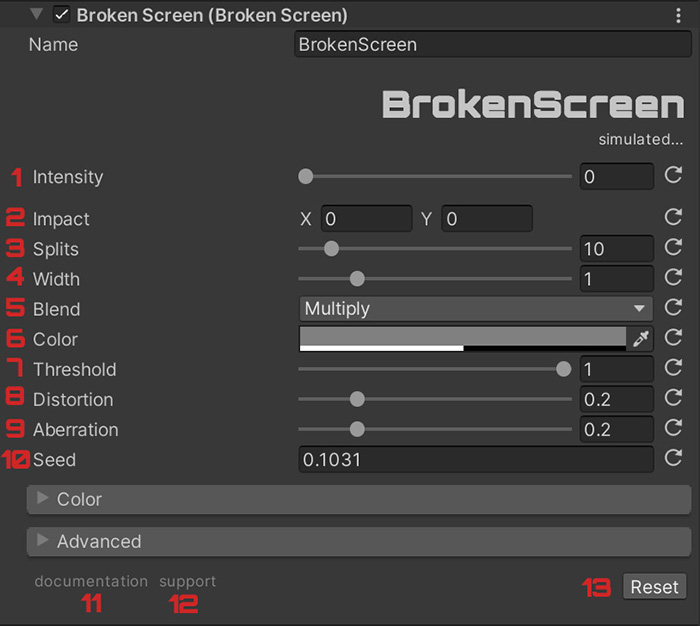 Broken Screen (Broken Screen)
Name BrokenScreen
BrokenScreen
simulated...
1 Intensity 0
2 Impact X 0 Y 0
3 Splits 10
4 Width 1
5 Blend Multiply
6 Color
7 Threshold 1
8 Distortion 0.2
9 Aberration 0.2
10 Seed 0.1031
Color
Advanced
documentation support 13 Reset
11 12